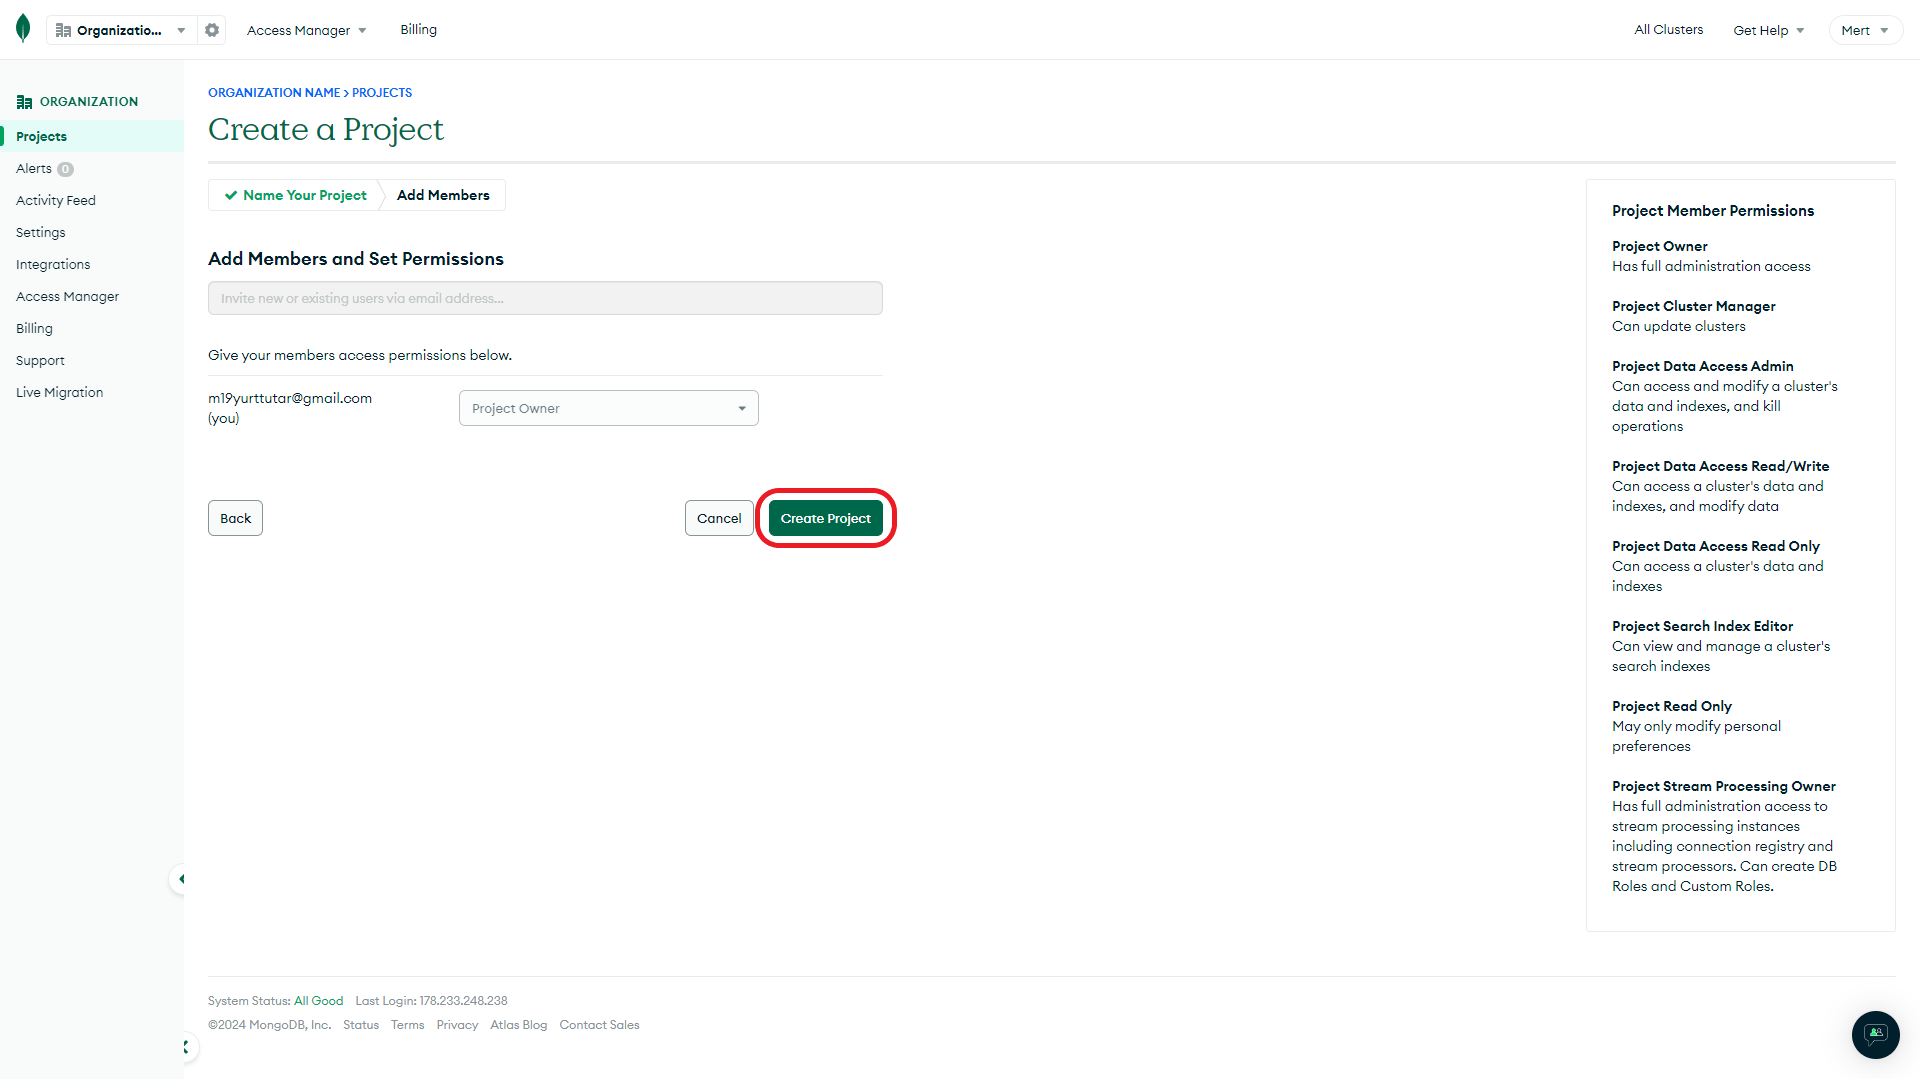 Organizatio...
Access Manager
Billing
All Clusters
Get Help
Mert
ORGANIZATION
Projects
Alerts 0
Activity Feed
Settings
Integrations
Access Manager
Billing
Support
Live Migration
ORGANIZATION NAME > PROJECTS
Create a Project
Name Your Project
Add Members
Add Members and Set Permissions
Invite new or existing users via email address...
Give your members access permissions below.
m19yurttutar@gmail.com
(you)
Project Owner
Back
Cancel
Create Project
Project Member Permissions
Project Owner
Has full administration access
Project Cluster Manager
Can update clusters
Project Data Access Admin
Can access and modify a cluster's
data and indexes, and kill
operations
Project Data Access Read/Write
Can access a cluster's data and
indexes, and modify data
Project Data Access Read Only
Can access a cluster's data and
indexes
Project Search Index Editor
Can view and manage a cluster's
search indexes
Project Read Only
May only modify personal
preferences
Project Stream Processing Owner
Has full administration access to
stream processing instances
including connection registry and
stream processors. Can create DB
Roles and Custom Roles.
System Status: All Good Last Login: 178.233.248.238
©2024 MongoDB, Inc. Status Terms Privacy Atlas Blog Contact Sales